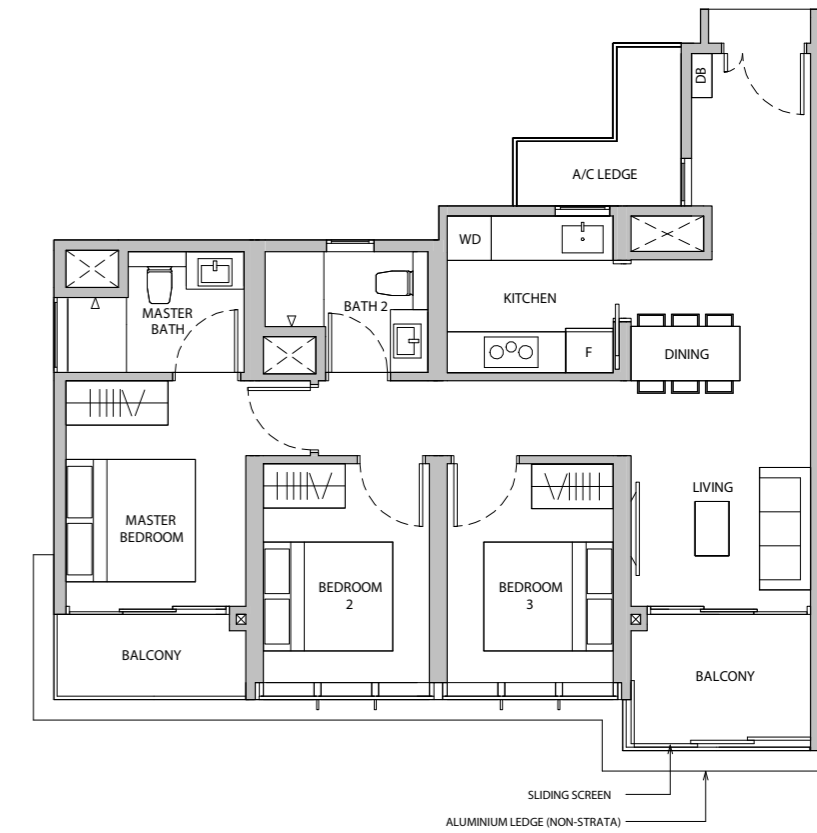 DB
A/C LEDGE
WD
KITCHEN
MASTER
BATH
BATH 2
F
DINING
LIVING
MASTER
BEDROOM
BEDROOM
2
BEDROOM
3
BALCONY
BALCONY
SLIDING SCREEN
ALUMINIUM LEDGE (NON-STRATA)